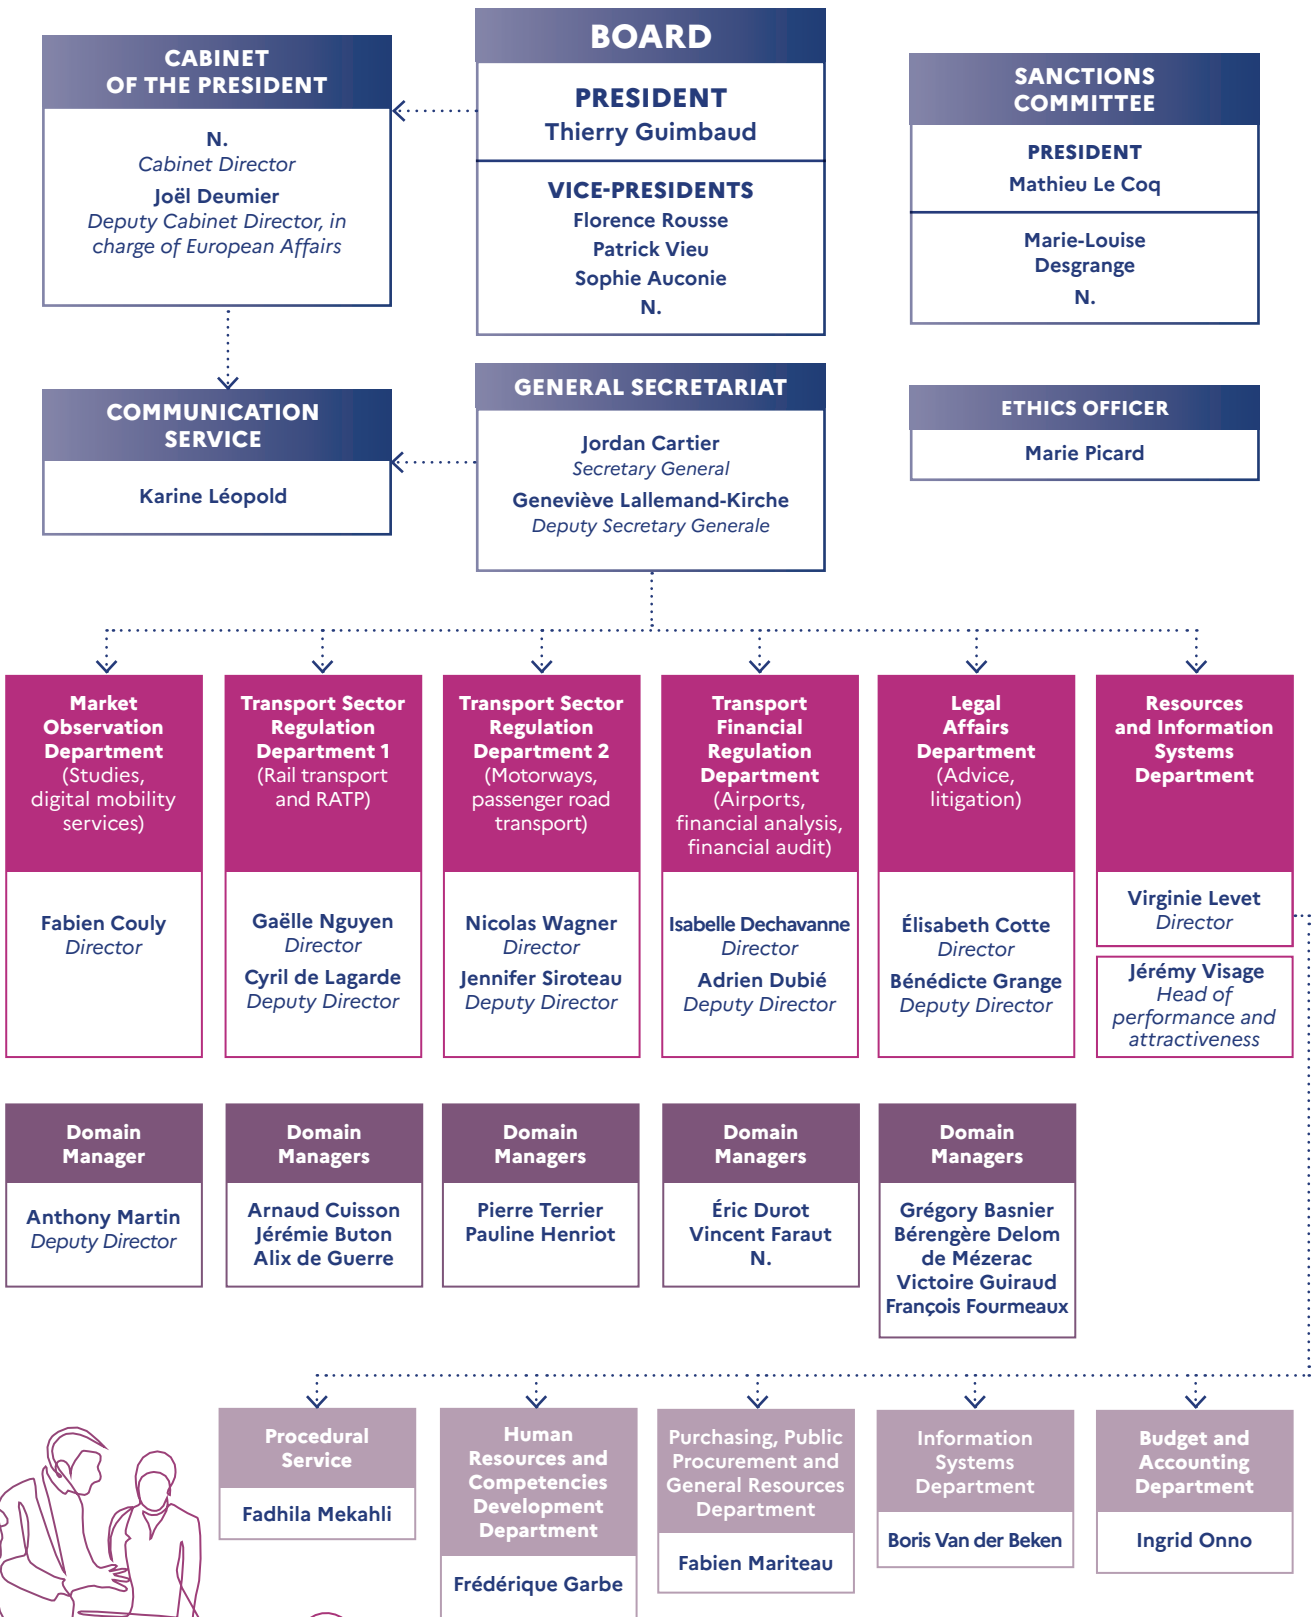 CABINET
OF THE PRESIDENT
N.
Cabinet Director
Joël Deumier
Deputy Cabinet Director, in
charge of European Affairs
BOARD
PRESIDENT
Thierry Guimbaud
VICE-PRESIDENTS
Florence Rousse
Patrick Vieu
Sophie Auconie
N.
SANCTIONS
COMMITTEE
PRESIDENT
Mathieu Le Coq
Marie-Louise
Desgrange
N.
COMMUNICATION
SERVICE
Karine Léopold
GENERAL SECRETARIAT
Jordan Cartier
Secretary General
Geneviève Lallemand-Kirche
Deputy Secretary Generale
ETHICS OFFICER
Marie Picard
Market
Observation
Department
(Studies,
digital mobility
services)
Fabien Couly
Director
Transport Sector
Regulation
Department 1
(Rail transport
and RATP)
Gaëlle Nguyen
Director
Cyril de Lagarde
Deputy Director
Transport Sector
Regulation
Department 2
(Motorways,
passenger road
transport)
Nicolas Wagner
Director
Jennifer Siroteau
Deputy Director
Transport
Financial
Regulation
Department
(Airports,
financial analysis,
financial audit)
Isabelle Dechavanne
Director
Adrien Dubié
Deputy Director
Legal
Affairs
Department
(Advice,
litigation)
Élisabeth Cotte
Director
Bénédicte Grange
Deputy Director
Resources
and Information
Systems
Department
Virginie Levet
Director
Jérémy Visage
Head of
performance and
attractiveness
Domain
Manager
Anthony Martin
Deputy Director
Domain
Managers
Arnaud Cuisson
Jérémie Buton
Alix de Guerre
Domain
Managers
Pierre Terrier
Pauline Henriot
Domain
Managers
Éric Durot
Vincent Faraut
N.
Domain
Managers
Grégory Basnier
Bérengère Delom
de Mézerac
Victoire Guiraud
François Fourmeaux
Procedural
Service
Fadhila Mekahli
Human
Resources and
Competencies
Development
Department
Frédérique Garbe
Purchasing, Public
Procurement and
General Resources
Department
Fabien Mariteau
Information
Systems
Department
Boris Van der Beken
Budget and
Accounting
Department
Ingrid Onno